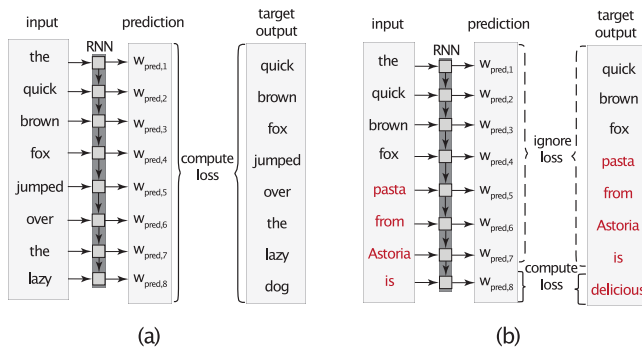 input
RNN
prediction
target
output
the
quick
brown
fox
jumped
over
the
lazy
w_pred,1
w_pred,2
w_pred,3
w_pred,4
w_pred,5
w_pred,6
w_pred,7
w_pred,8
compute
loss
quick
brown
fox
jumped
over
the
lazy
dog
(a)
input
RNN
prediction
target
output
the
quick
brown
fox
pasta
from
Astoria
is
w_pred,1
w_pred,2
w_pred,3
w_pred,4
w_pred,5
w_pred,6
w_pred,7
w_pred,8
ignore
loss
compute
loss
quick
brown
fox
pasta
from
Astoria
is
delicious
(b)